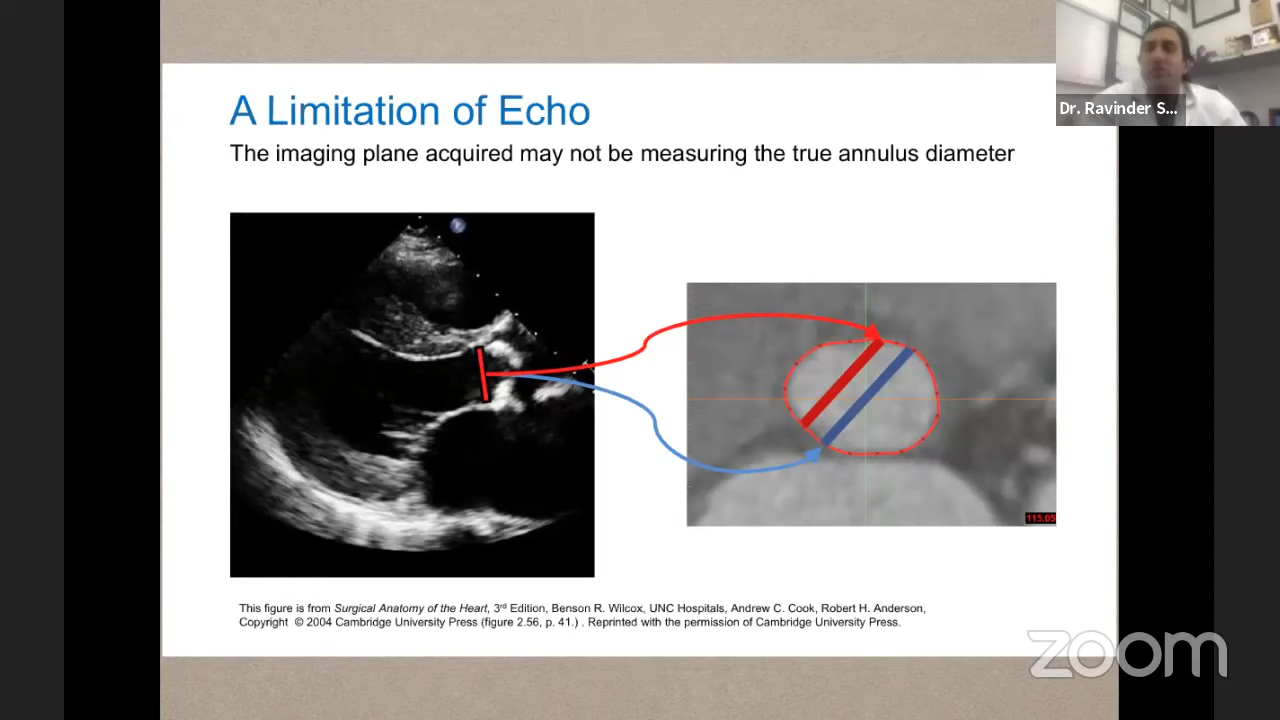 A Limitation of Echo
The imaging plane acquired may not be measuring the true annulus diameter
Dr. Ravinder S...
115.05
This figure is from Surgical Anatomy of the Heart, 3rd Edition, Benson R. Wilcox, UNC Hospitals, Andrew C. Cook, Robert H. Anderson,
Copyright © 2004 Cambridge University Press (figure 2.56, p. 41.) . Reprinted with the permission of Cambridge University Press.
zoom